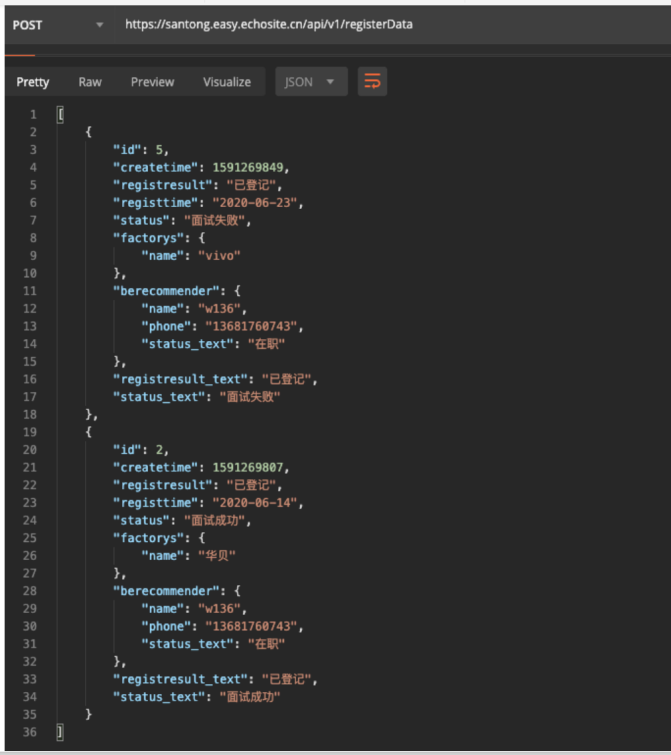 POST https://santong.easy.echosite.cn/api/v1/registerData
Pretty Raw Preview Visualize JSON
1 [
2 {
3 "id": 5,
4 "createtime": 1591269849,
5 "registresult": "已登记",
6 "registtime": "2020-06-23",
7 "status": "面试失败",
8 "factorys": {
9 "name": "vivo"
10 },
11 "berecommender": {
12 "name": "w136",
13 "phone": "13681760743",
14 "status_text": "在职"
15 },
16 "registresult_text": "已登记",
17 "status_text": "面试失败"
18 },
19 {
20 "id": 2,
21 "createtime": 1591269807,
22 "registresult": "已登记",
23 "registtime": "2020-06-14",
24 "status": "面试成功",
25 "factorys": {
26 "name": "华贝"
27 },
28 "berecommender": {
29 "name": "w136",
30 "phone": "13681760743",
31 "status_text": "在职"
32 },
33 "registresult_text": "已登记",
34 "status_text": "面试成功"
35 }
36 ]